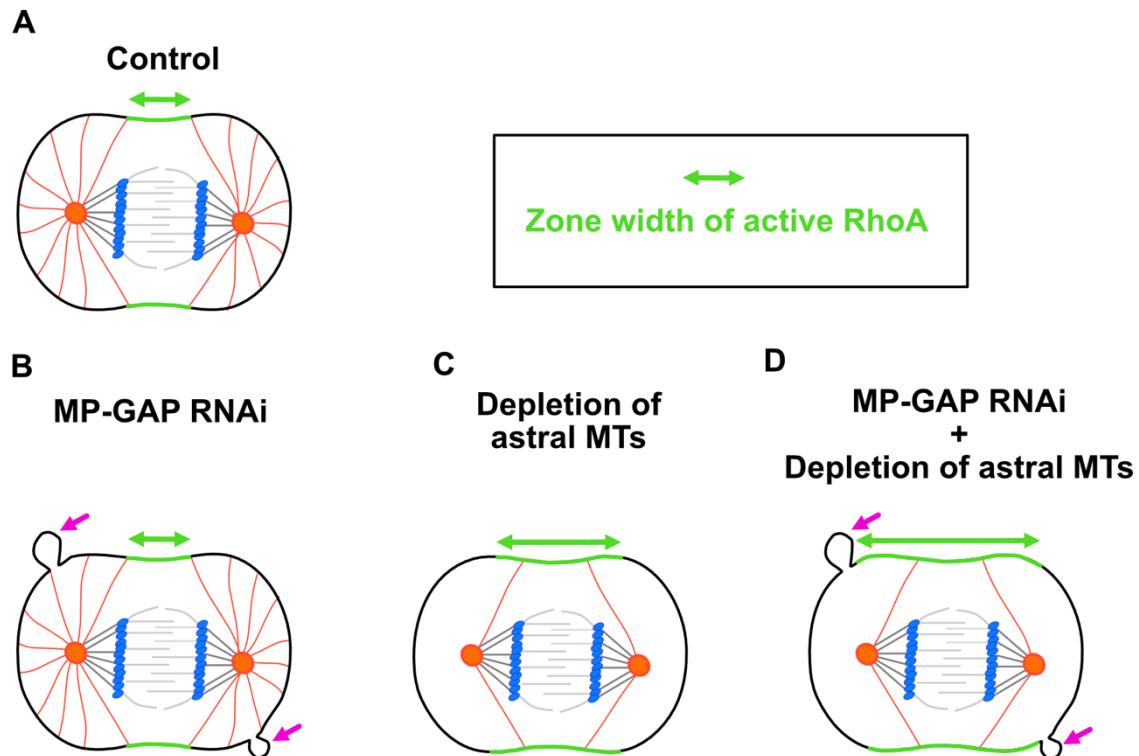 A
Control
Zone width of active RhoA
B
MP-GAP RNAi
C
Depletion of
astral MTs
D
MP-GAP RNAi
+
Depletion of astral MTs